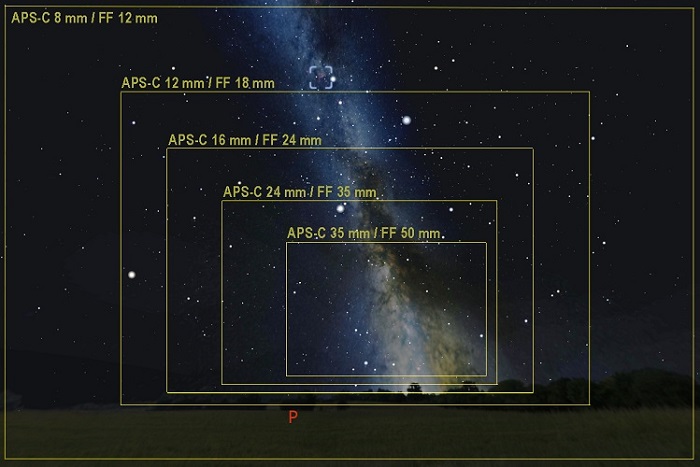 APS-C 8 mm / FF 12 mm
APS-C 12 mm / FF 18 mm
APS-C 16 mm / FF 24 mm
APS-C 24 mm / FF 35 mm
APS-C 35 mm / FF 50 mm
P